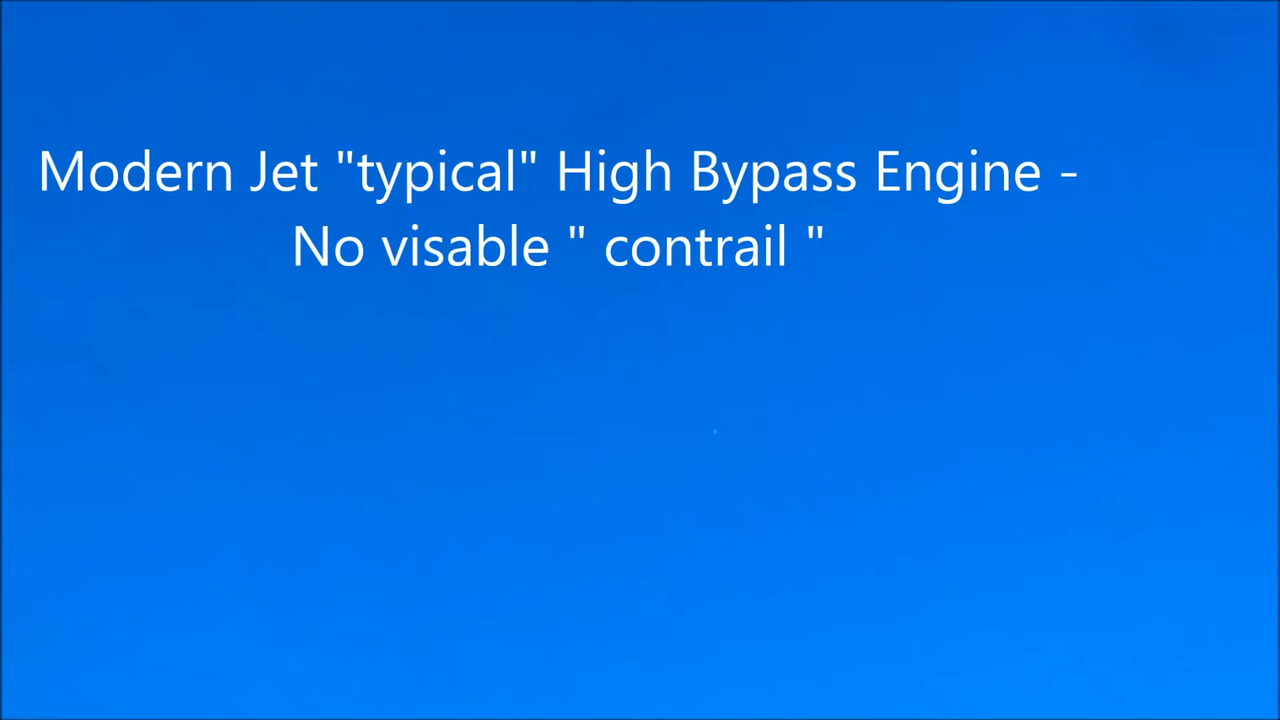 Modern Jet "typical" High Bypass Engine -
No visable " contrail "